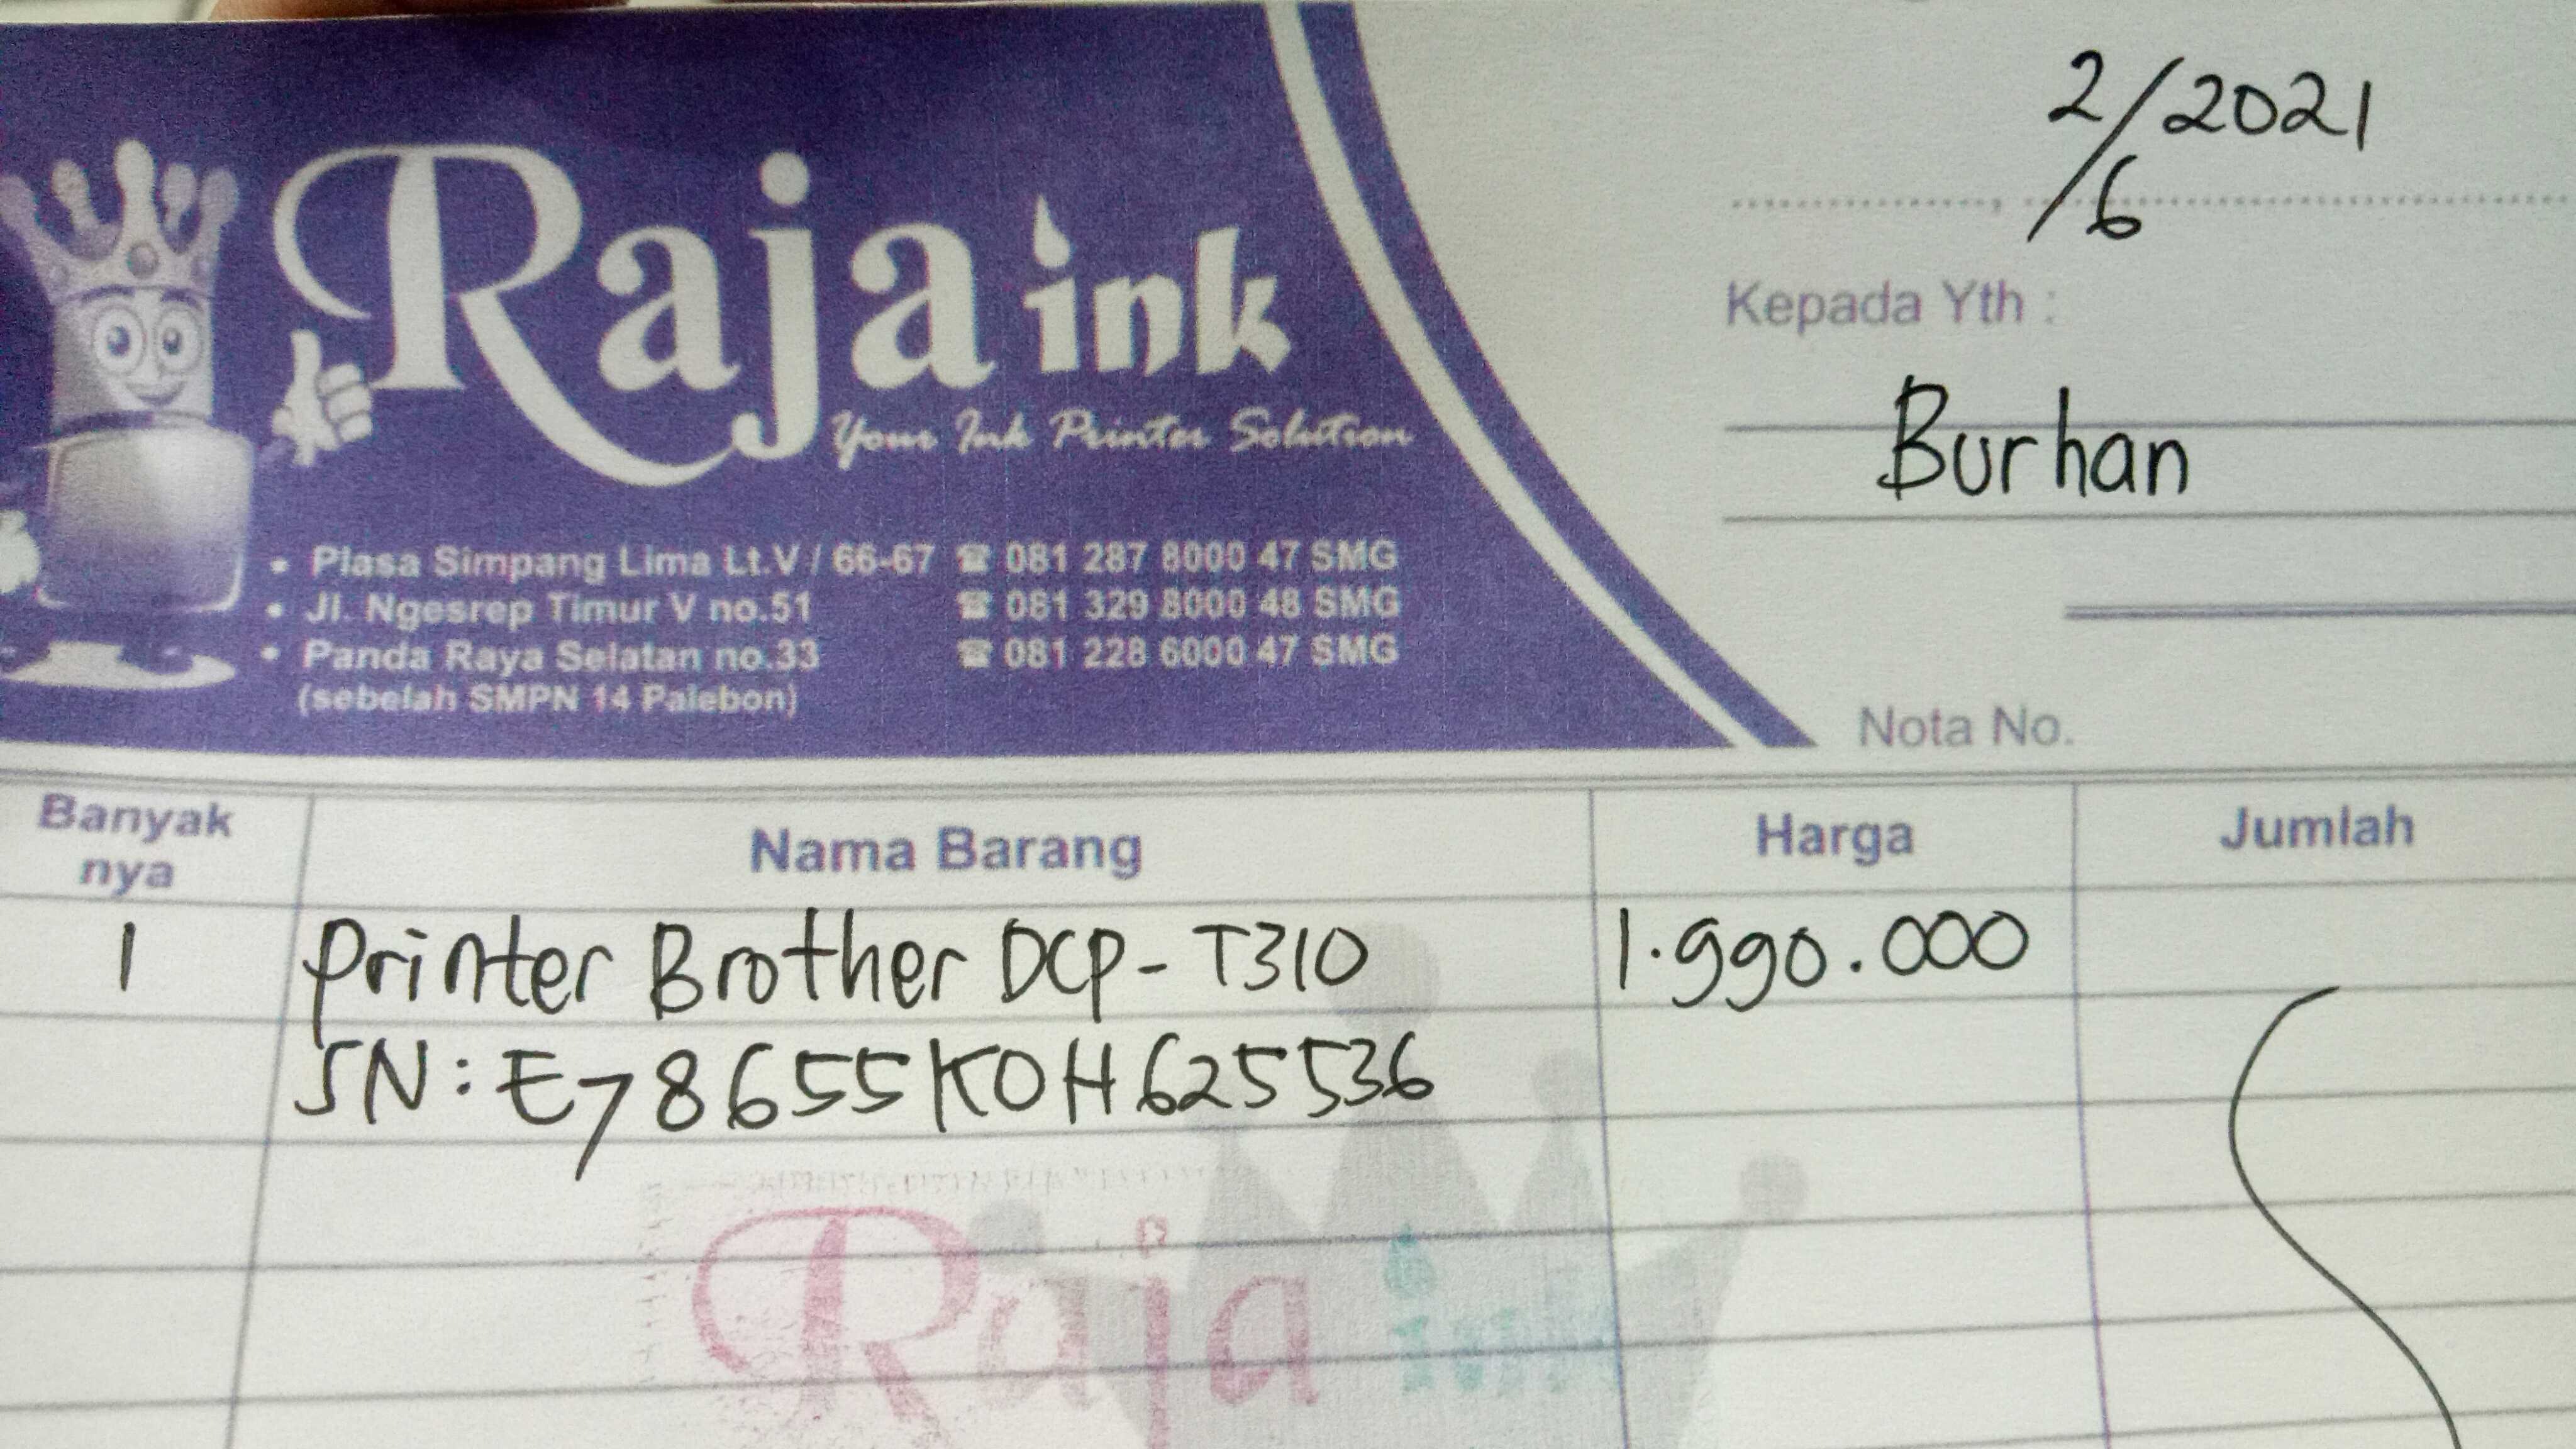 Raja ink
Your Ink Printer Solution
• Plasa Simpang Lima Lt.V / 66-67 ☎ 081 287 8000 47 SMG
• Jl. Ngesrep Timur V no.51 ☎ 081 329 8000 48 SMG
• Panda Raya Selatan no.33 ☎ 081 228 6000 47 SMG
(sebelah SMPN 14 Palebon)
2/6/2021
Kepada Yth :
Burhan
Nota No.
Banyak nya Nama Barang Harga Jumlah
1 Printer Brother DCP-T310 1.990.000
SN: E78655K0H625536
Raja ink